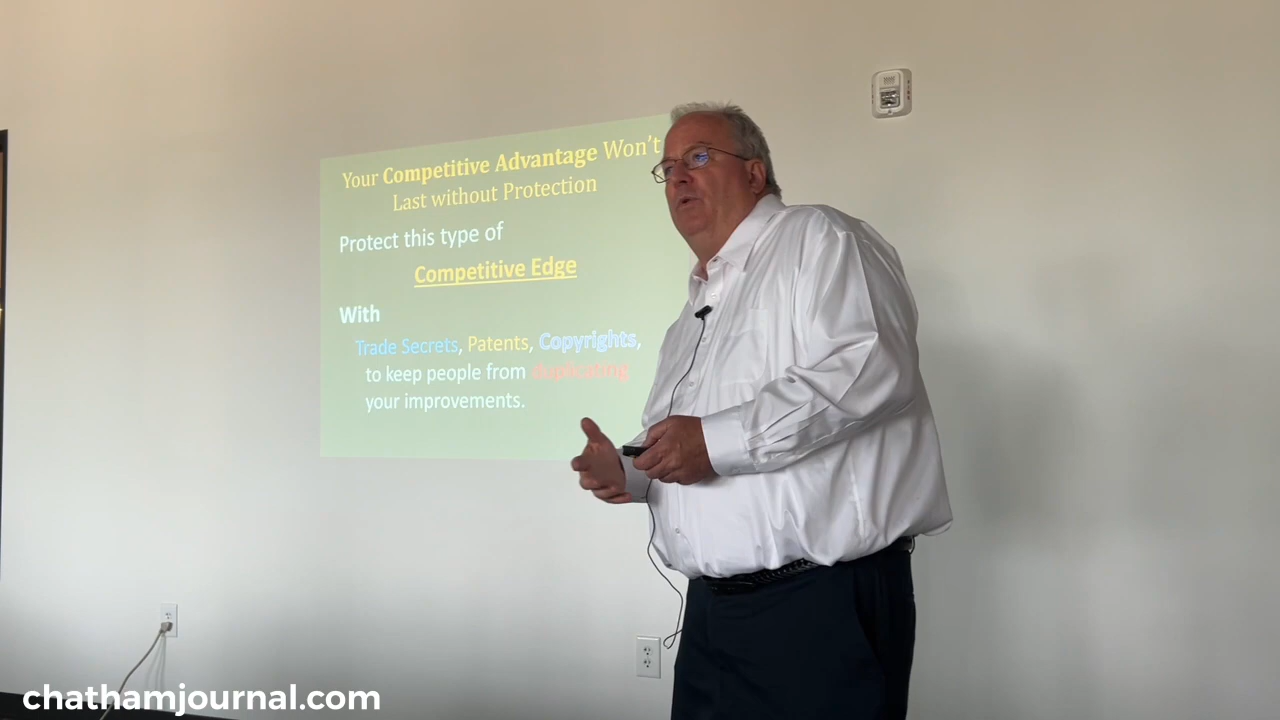 Your Competitive Advantage Won't
Last without Protection
Protect this type of
Competitive Edge
With
Trade Secrets, Patents, Copyrights,
to keep people from duplicating
your improvements.
chathamjournal.com